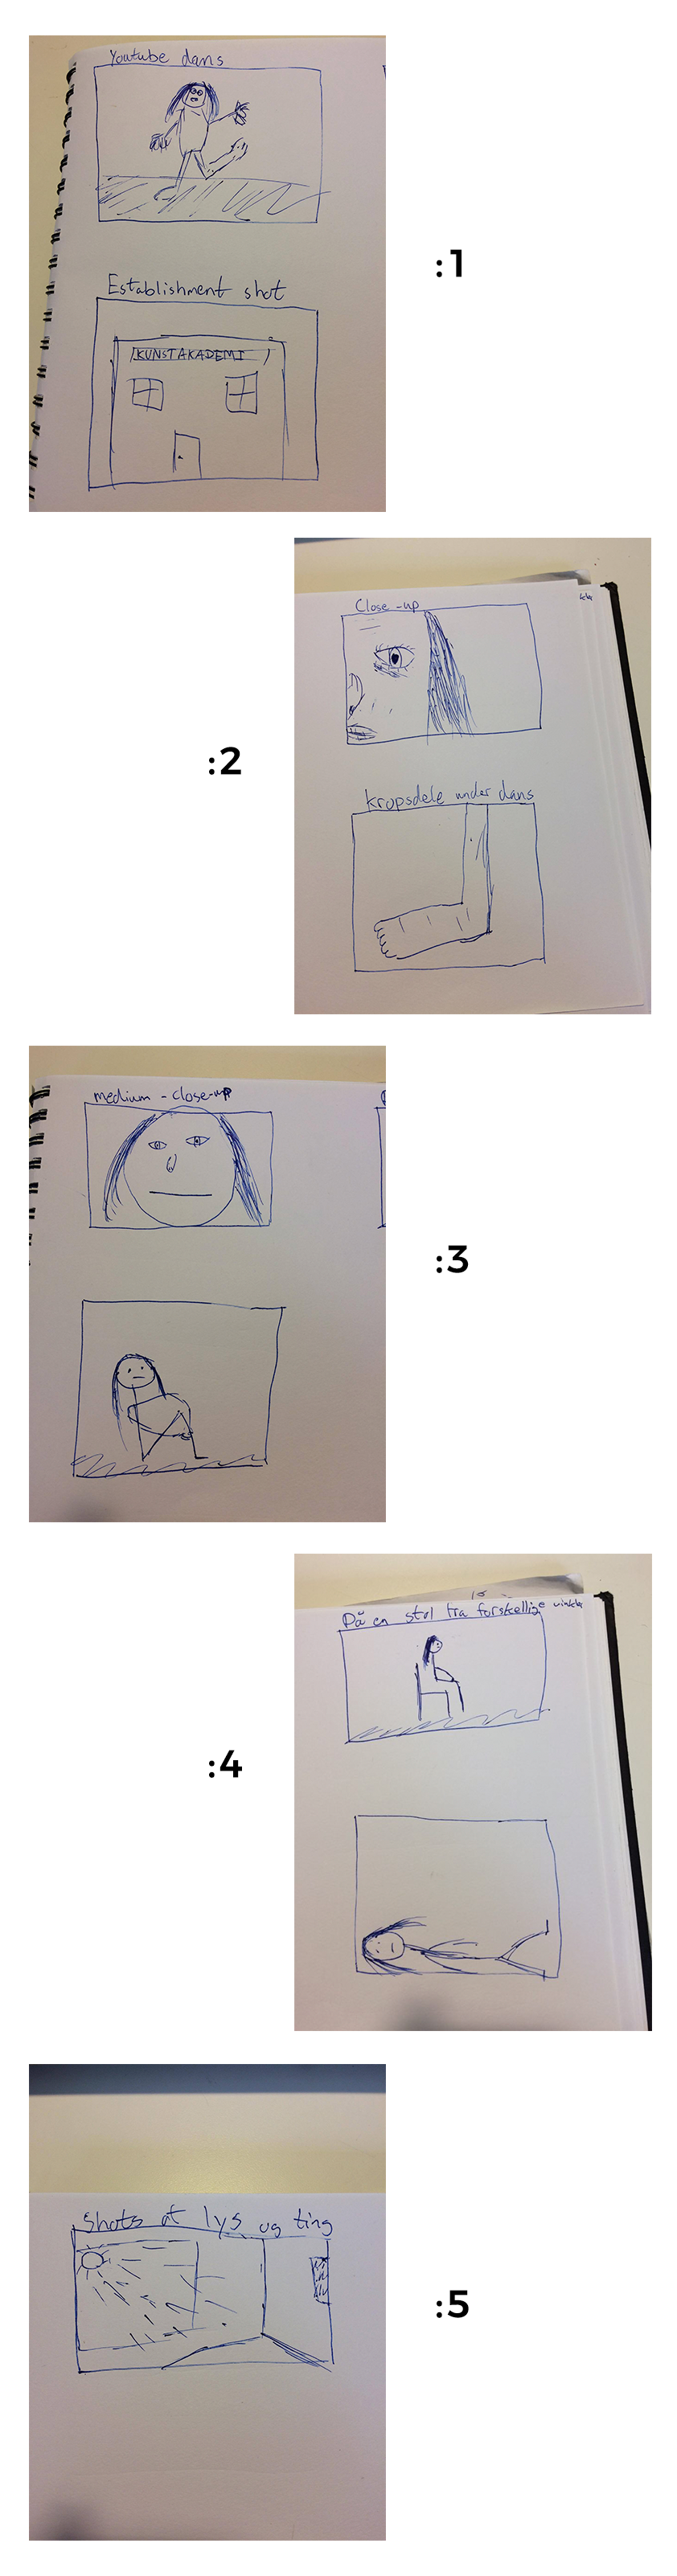 Youtube dans
Establishment shot
KUNSTAKADEMI
:1
Close-up
kropsdele under dans
:2
medium - close-up
:3
På en stol fra forskellige vinkler
:4
Shots af lys og ting
:5